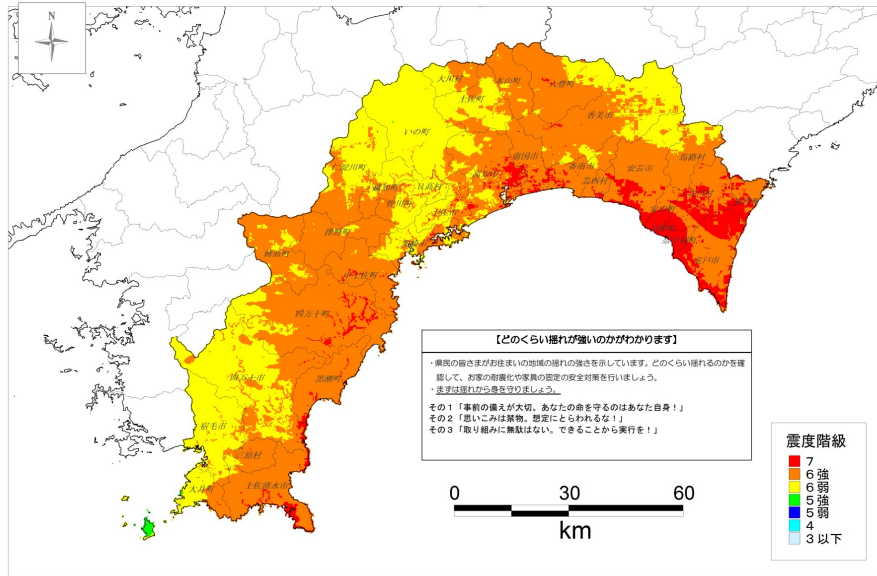 N
大川村
本山町
大豊町
土佐町
香美市
いの町
南国市
仁淀川町
香南市
安芸市
馬路村
芸西村
日高村
越知町
佐川町
土佐市
津野町
梼原町
室戸市
中土佐町
四万十町
黒潮町
四万十市
宿毛市
三原村
大月町
土佐清水市
【どのくらい揺れが強いのかがわかります】
・県民の皆さまがお住まいの地域の揺れの強さを示しています。どのくらい揺れるのかを確
認して、お家の耐震化や家具の固定の安全対策を行いましょう。
・まずは揺れから身を守りましょう。
その1「事前の備えが大切。あなたの命を守るのはあなた自身！」
その2「思いこみは禁物。想定にとらわれるな！」
その3「取り組みに無駄はない。できることから実行を！」
0 30 60
km
震度階級
7
6強
6弱
5強
5弱
4
3以下